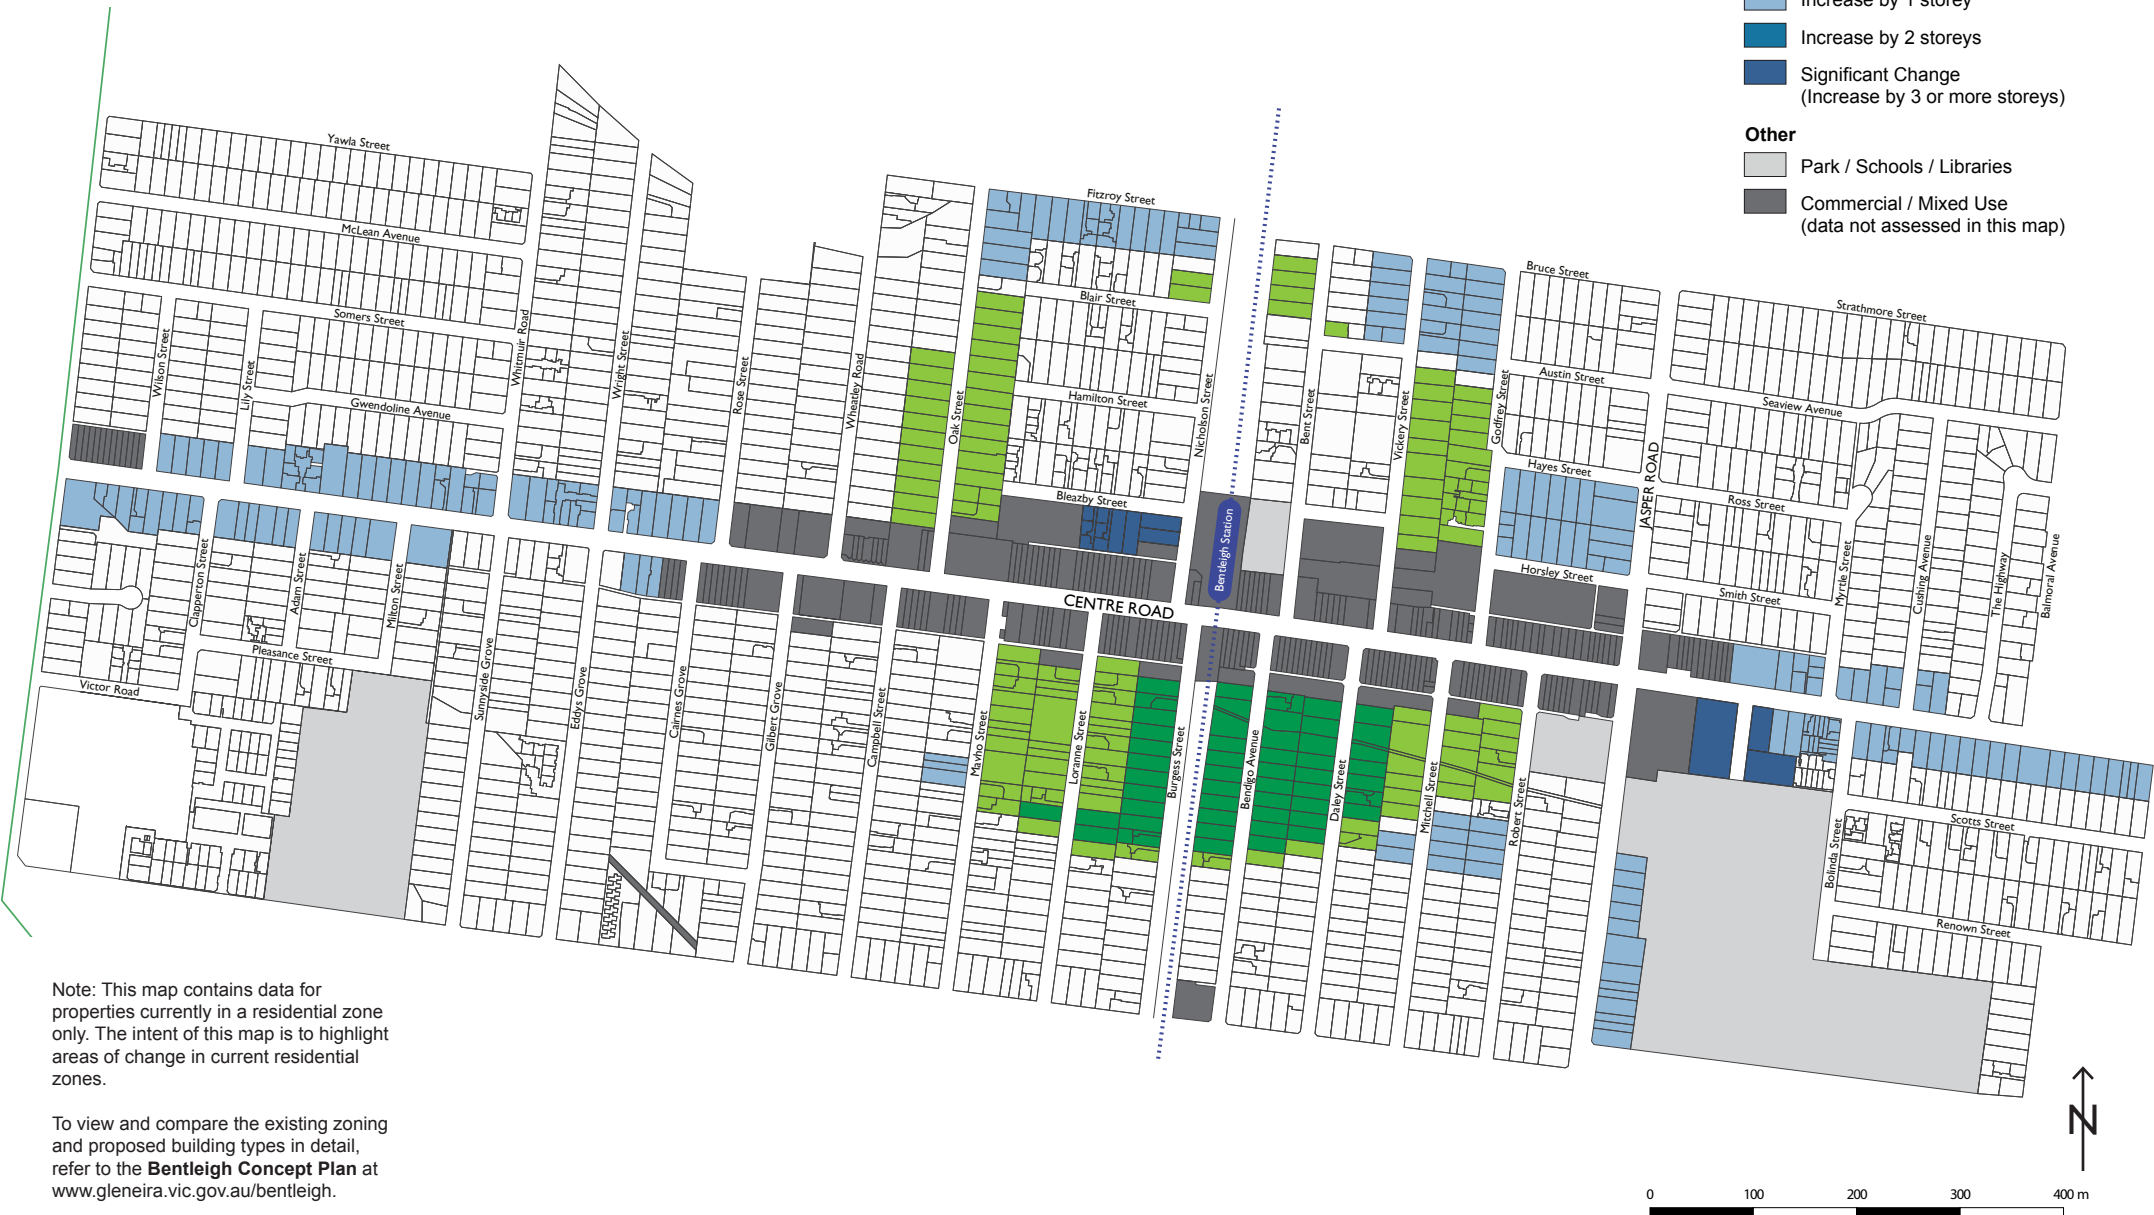 Increase by 1 storey
Increase by 2 storeys
Significant Change
(Increase by 3 or more storeys)
Other
Park / Schools / Libraries
Commercial / Mixed Use
(data not assessed in this map)
Yawla Street
McLean Avenue
Somers Street
Gwendoline Avenue
Wilson Street
Lily Street
Whitmuir Road
Wright Street
Rose Street
Wheatley Road
Oak Street
Fitzroy Street
Blair Street
Hamilton Street
Bleazby Street
Nicholson Street
Bentleigh Station
Bent Street
Vickery Street
Godfrey Street
Bruce Street
Austin Street
Hayes Street
Horsley Street
JASPER ROAD
Strathmore Street
Seaview Avenue
Ross Street
Smith Street
Myrtle Street
Cushing Avenue
The Highway
Balmoral Avenue
CENTRE ROAD
Clapperton Street
Adam Street
Milton Street
Pleasance Street
Victor Road
Sunnyside Grove
Eddys Grove
Cairnes Grove
Gilbert Grove
Campbell Street
Mavho Street
Loranne Street
Burgess Street
Bendigo Avenue
Daley Street
Mitchell Street
Robert Street
Bolinda Street
Scotts Street
Renown Street
Note: This map contains data for
properties currently in a residential zone
only. The intent of this map is to highlight
areas of change in current residential
zones.
To view and compare the existing zoning
and proposed building types in detail,
refer to the Bentleigh Concept Plan at
www.gleneira.vic.gov.au/bentleigh.
N
0 100 200 300 400 m